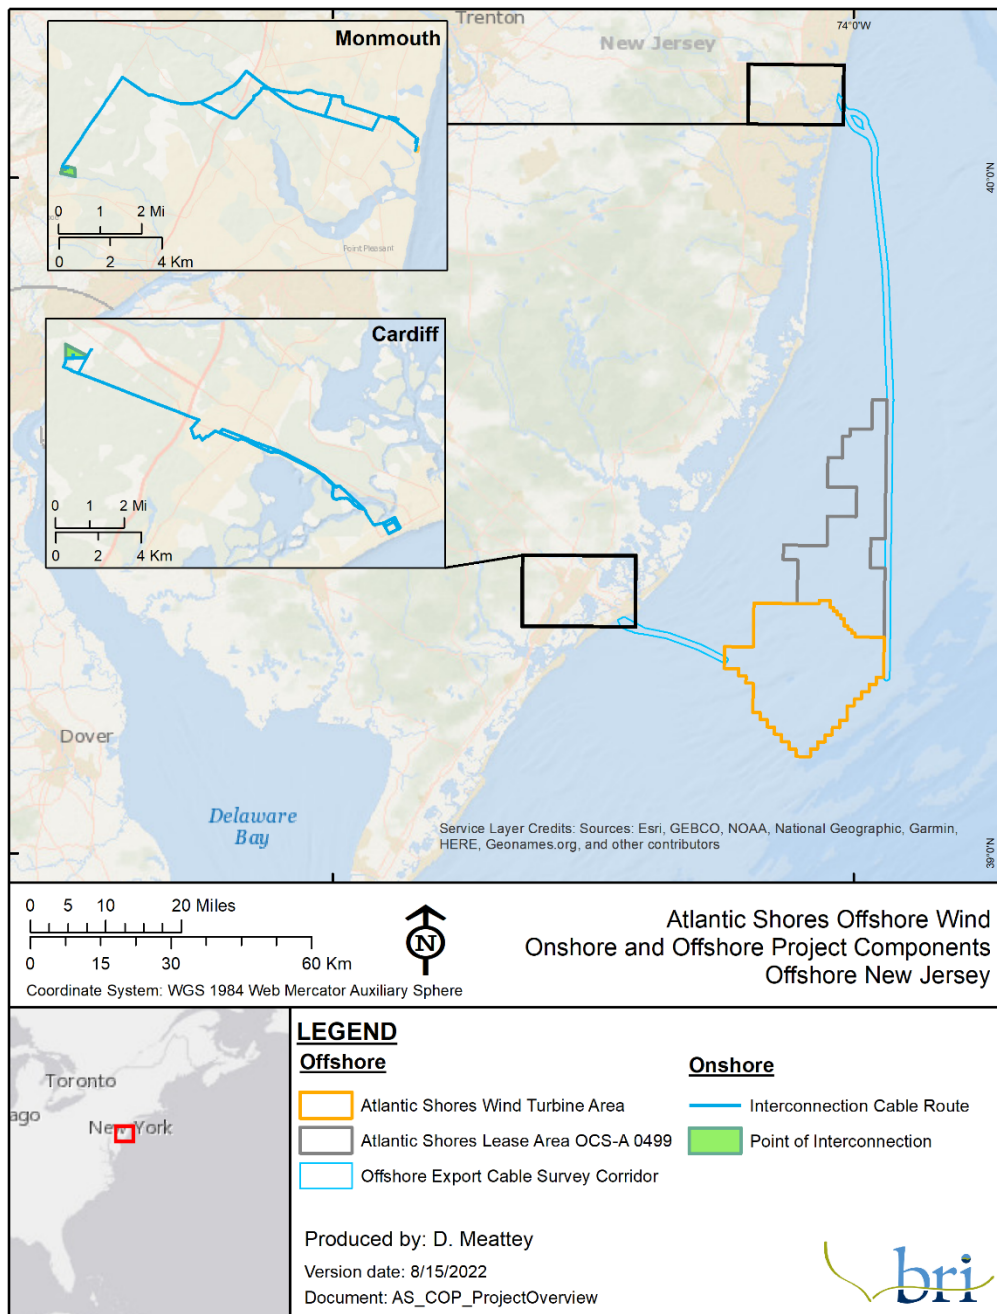 Trenton
New Jersey
74°0'W
Monmouth
0 1 2 Mi
0 2 4 Km
Point Pleasant
40°0'N
Cardiff
0 1 2 Mi
0 2 4 Km
Dover
Delaware
Bay
Service Layer Credits: Sources: Esri, GEBCO, NOAA, National Geographic, Garmin,
HERE, Geonames.org, and other contributors
39°0'N
0 5 10 20 Miles
0 15 30 60 Km
Coordinate System: WGS 1984 Web Mercator Auxiliary Sphere
N
Atlantic Shores Offshore Wind
Onshore and Offshore Project Components
Offshore New Jersey
Toronto
ago
New York
LEGEND
Offshore
Atlantic Shores Wind Turbine Area
Atlantic Shores Lease Area OCS-A 0499
Offshore Export Cable Survey Corridor
Onshore
Interconnection Cable Route
Point of Interconnection
Produced by: D. Meattey
Version date: 8/15/2022
Document: AS_COP_ProjectOverview
bri